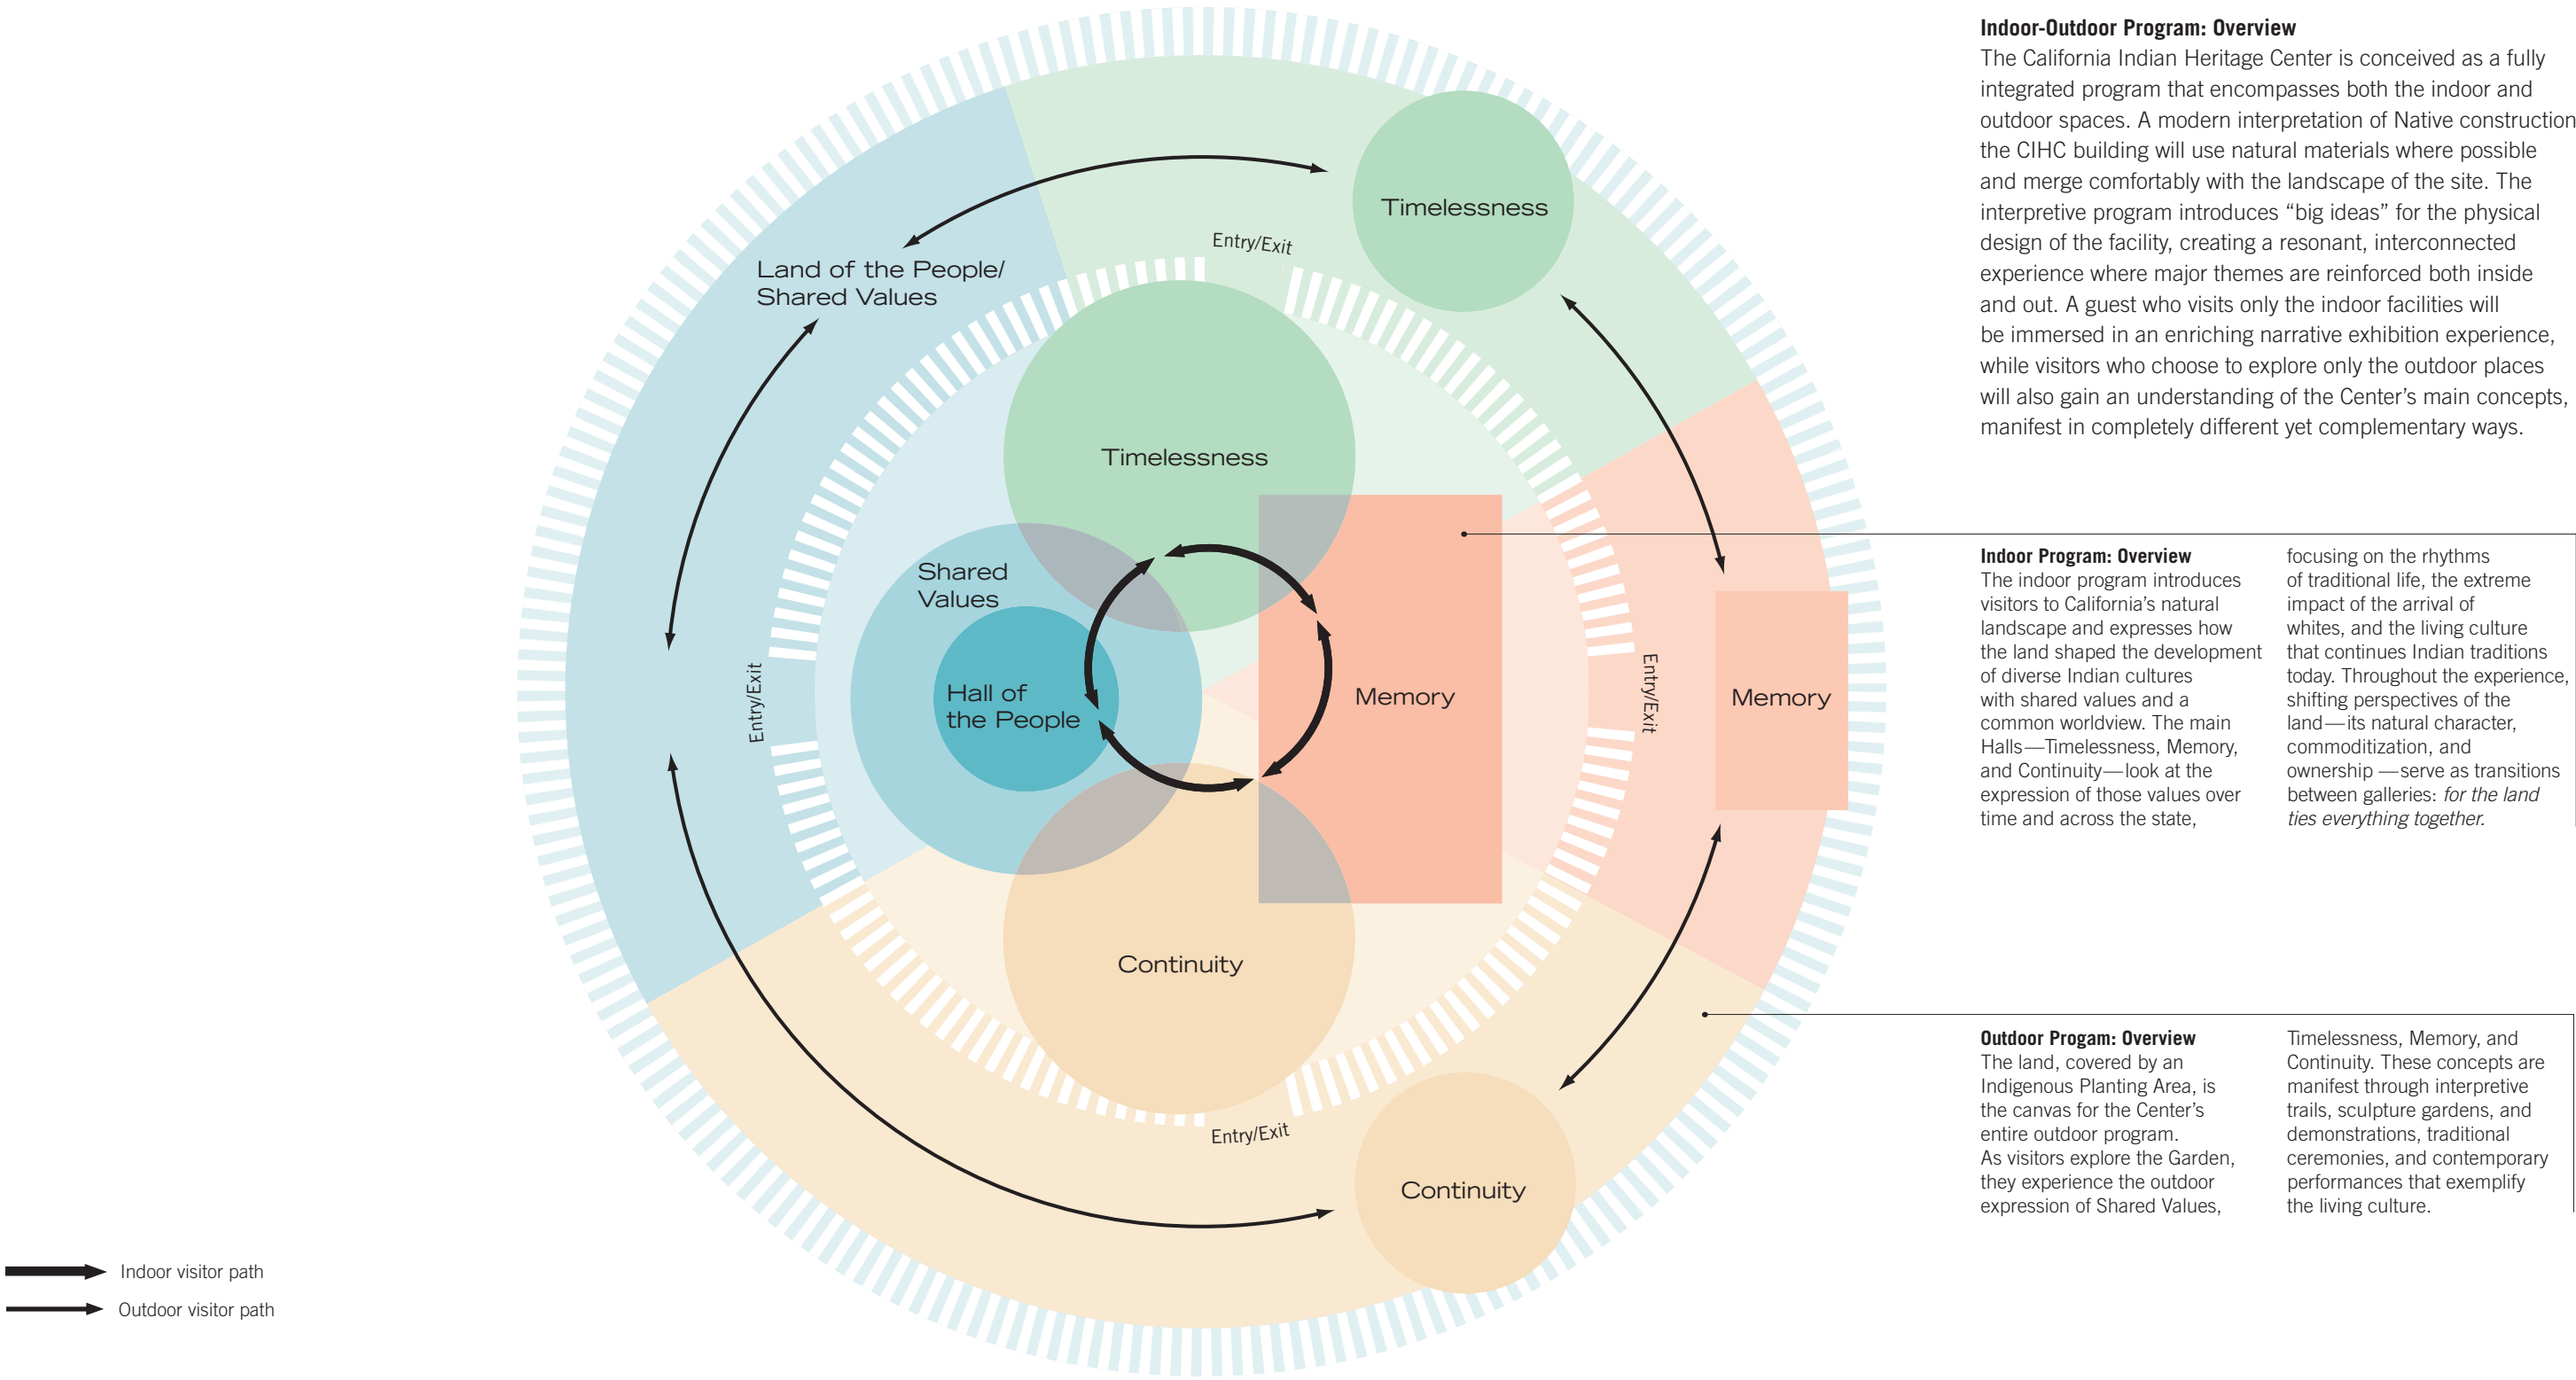 Indoor-Outdoor Program: Overview
The California Indian Heritage Center is conceived as a fully
integrated program that encompasses both the indoor and
outdoor spaces. A modern interpretation of Native construction
the CIHC building will use natural materials where possible
and merge comfortably with the landscape of the site. The
interpretive program introduces “big ideas” for the physical
design of the facility, creating a resonant, interconnected
experience where major themes are reinforced both inside
and out. A guest who visits only the indoor facilities will
be immersed in an enriching narrative exhibition experience,
while visitors who choose to explore only the outdoor places
will also gain an understanding of the Center’s main concepts,
manifest in completely different yet complementary ways.
Timelessness
Entry/Exit
Land of the People/
Shared Values
Timelessness
Shared
Values
Hall of
the People
Entry/Exit
Memory
Entry/Exit
Memory
Continuity
Entry/Exit
Continuity
Indoor Program: Overview
The indoor program introduces
visitors to California’s natural
landscape and expresses how
the land shaped the development
of diverse Indian cultures
with shared values and a
common worldview. The main
Halls—Timelessness, Memory,
and Continuity—look at the
expression of those values over
time and across the state,
focusing on the rhythms
of traditional life, the extreme
impact of the arrival of
whites, and the living culture
that continues Indian traditions
today. Throughout the experience,
shifting perspectives of the
land—its natural character,
commoditization, and
ownership —serve as transitions
between galleries: for the land
ties everything together.
Outdoor Progam: Overview
The land, covered by an
Indigenous Planting Area, is
the canvas for the Center’s
entire outdoor program.
As visitors explore the Garden,
they experience the outdoor
expression of Shared Values,
Timelessness, Memory, and
Continuity. These concepts are
manifest through interpretive
trails, sculpture gardens, and
demonstrations, traditional
ceremonies, and contemporary
performances that exemplify
the living culture.
Indoor visitor path
Outdoor visitor path